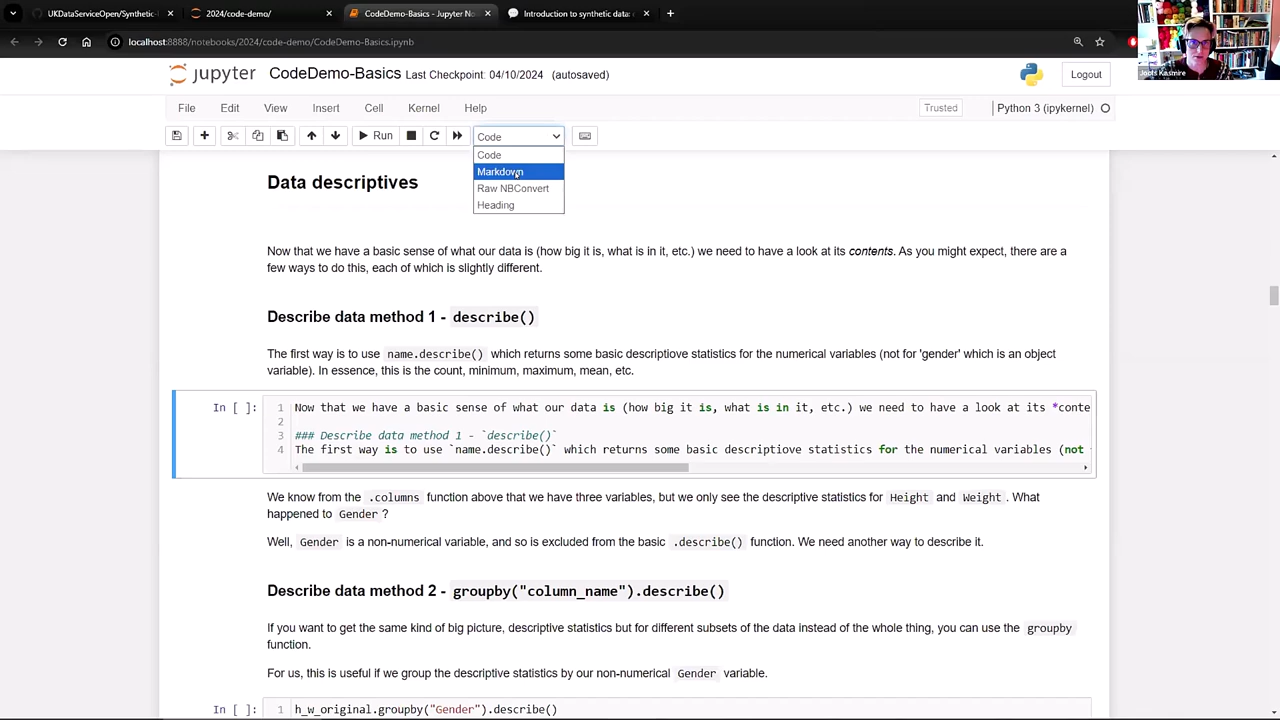 UKDataServiceOpen/Synthetic-
2024/code-demo/
CodeDemo-Basics - Jupyter No
Introduction to synthetic data:
localhost:8888/notebooks/2024/code-demo/CodeDemo-Basics.ipynb
Joots Kasmire
jupyter CodeDemo-Basics Last Checkpoint: 04/10/2024 (autosaved)
Logout
File Edit View Insert Cell Kernel Help
Trusted
Python 3 (ipykernel)
Run
Code
Code
Markdown
Raw NBConvert
Heading
Data descriptives
Now that we have a basic sense of what our data is (how big it is, what is in it, etc.) we need to have a look at its contents. As you might expect, there are a
few ways to do this, each of which is slightly different.
Describe data method 1 - describe()
The first way is to use name.describe() which returns some basic descriptiove statistics for the numerical variables (not for 'gender' which is an object
variable). In essence, this is the count, minimum, maximum, mean, etc.
In [ ]:
1 Now that we have a basic sense of what our data is (how big it is, what is in it, etc.) we need to have a look at its *conte
2
3 ### Describe data method 1 - `describe()`
4 The first way is to use `name.describe()` which returns some basic descriptiove statistics for the numerical variables (not
We know from the .columns function above that we have three variables, but we only see the descriptive statistics for Height and Weight. What
happened to Gender?
Well, Gender is a non-numerical variable, and so is excluded from the basic .describe() function. We need another way to describe it.
Describe data method 2 - groupby("column_name").describe()
If you want to get the same kind of big picture, descriptive statistics but for different subsets of the data instead of the whole thing, you can use the groupby
function.
For us, this is useful if we group the descriptive statistics by our non-numerical Gender variable.
In [ ]: 1 h_w_original.groupby("Gender").describe()